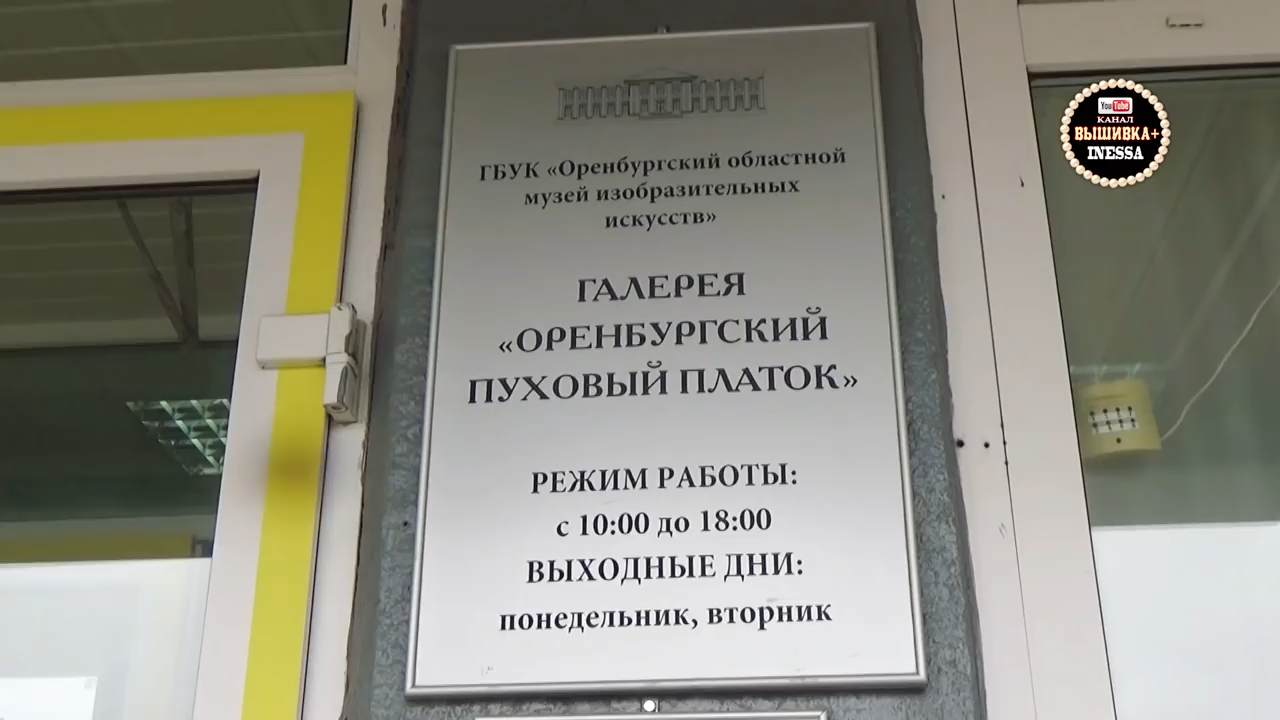 ГБУК «Оренбургский областной
музей изобразительных
искусств»
ГАЛЕРЕЯ
«ОРЕНБУРГСКИЙ
ПУХОВЫЙ ПЛАТОК»
РЕЖИМ РАБОТЫ:
с 10:00 до 18:00
ВЫХОДНЫЕ ДНИ:
понедельник, вторник
YouTube
КАНАЛ
ВЫШИВКА+
INESSA